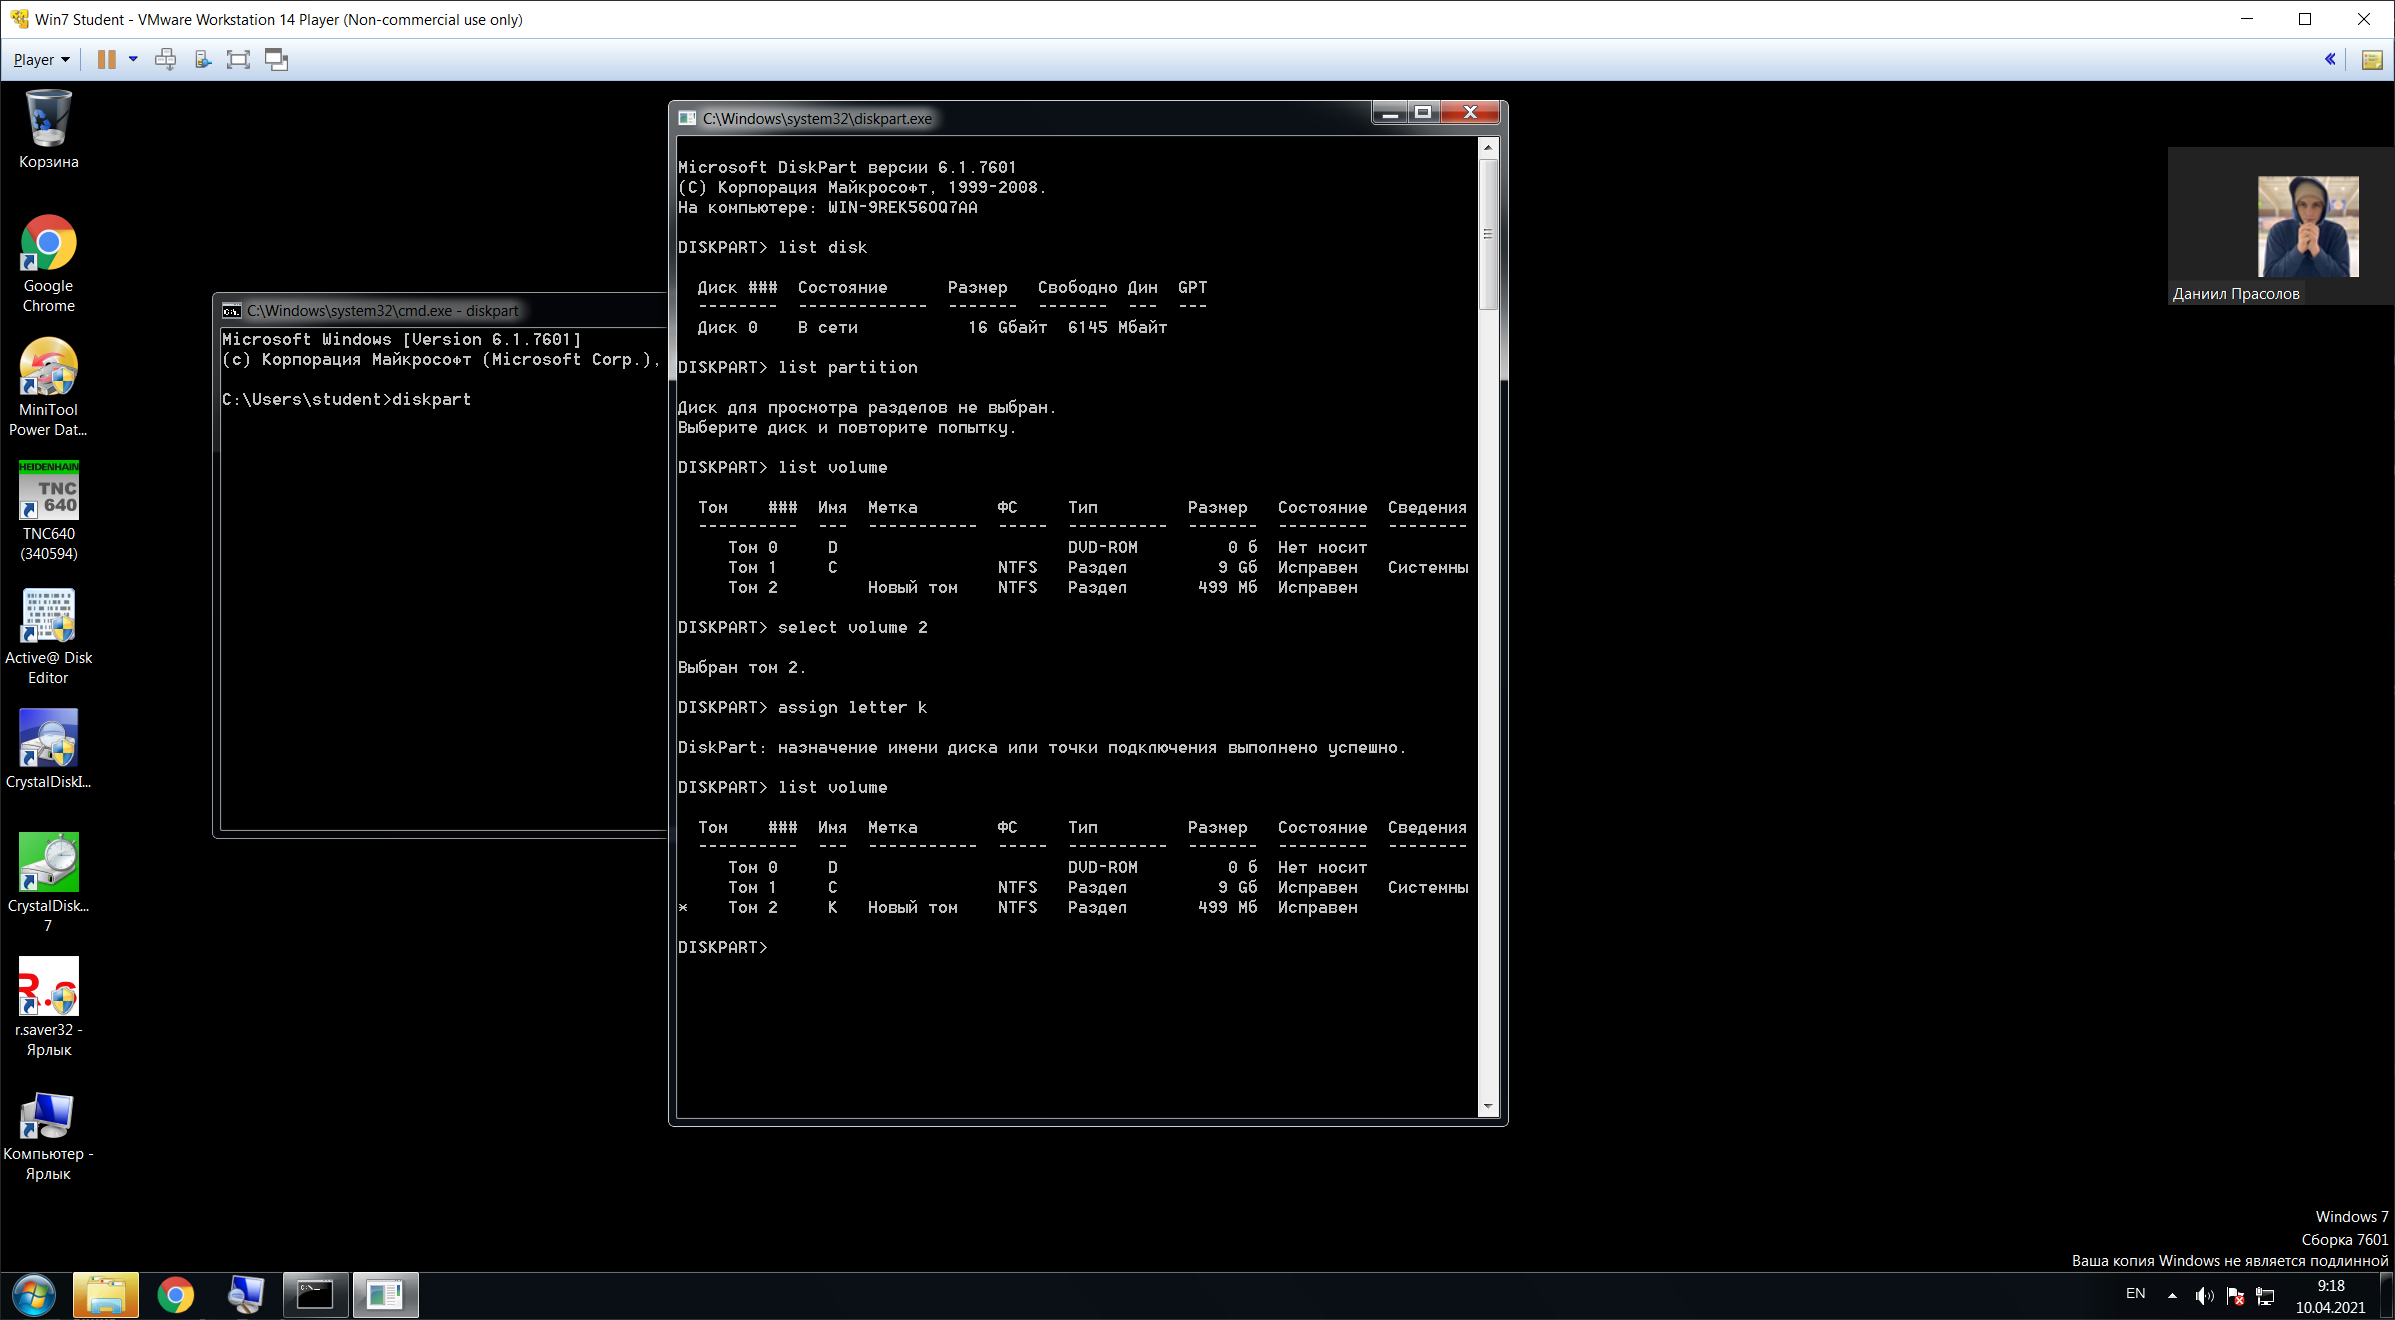 Win7 Student - VMware Workstation 14 Player (Non-commercial use only)
Player
Корзина
Google
Chrome
MiniTool
Power Dat...
HEIDENHAIN
TNC
640
TNC640
(340594)
Active@ Disk
Editor
CrystalDiskI...
CrystalDisk...
7
R.s
r.saver32 -
Ярлык
Компьютер -
Ярлык
C:\Windows\system32\cmd.exe - diskpart
Microsoft Windows [Version 6.1.7601]
(c) Корпорация Майкрософт (Microsoft Corp.),
C:\Users\student>diskpart
C:\Windows\system32\diskpart.exe
Microsoft DiskPart версии 6.1.7601
(C) Корпорация Майкрософт, 1999-2008.
На компьютере: WIN-9REK56OQ7AA
DISKPART> list disk
Диск ### Состояние Размер Свободно Дин GPT
-------- ------------- ------- ------- --- ---
Диск 0 В сети 16 Gбайт 6145 Mбайт
DISKPART> list partition
Диск для просмотра разделов не выбран.
Выберите диск и повторите попытку.
DISKPART> list volume
Том ### Имя Метка ФС Тип Размер Состояние Сведения
---------- --- ----------- ----- ---------- ------- --------- --------
Том 0 D DVD-ROM 0 б Нет носит
Том 1 C NTFS Раздел 9 Gб Исправен Системны
Том 2 Новый том NTFS Раздел 499 Mб Исправен
DISKPART> select volume 2
Выбран том 2.
DISKPART> assign letter k
DiskPart: назначение имени диска или точки подключения выполнено успешно.
DISKPART> list volume
Том ### Имя Метка ФС Тип Размер Состояние Сведения
---------- --- ----------- ----- ---------- ------- --------- --------
Том 0 D DVD-ROM 0 б Нет носит
Том 1 C NTFS Раздел 9 Gб Исправен Системны
* Том 2 K Новый том NTFS Раздел 499 Mб Исправен
DISKPART>
Даниил Прасолов
Windows 7
Сборка 7601
Ваша копия Windows не является подлинной
EN
9:18
10.04.2021